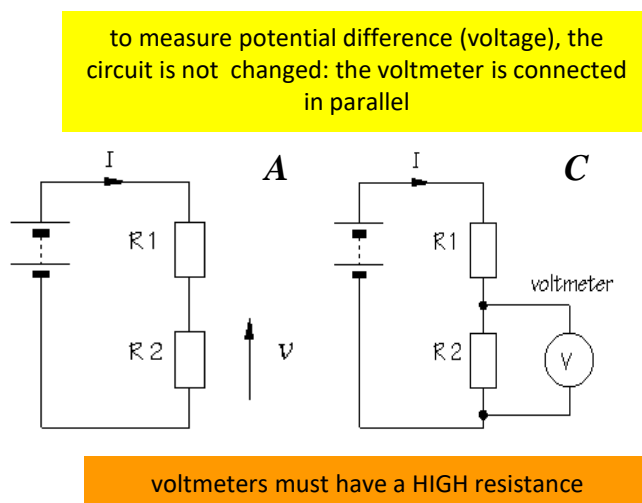 to measure potential difference (voltage), the
circuit is not changed: the voltmeter is connected
in parallel
I
A
I
C
R1
R1
voltmeter
R2
v
R2
V
voltmeters must have a HIGH resistance